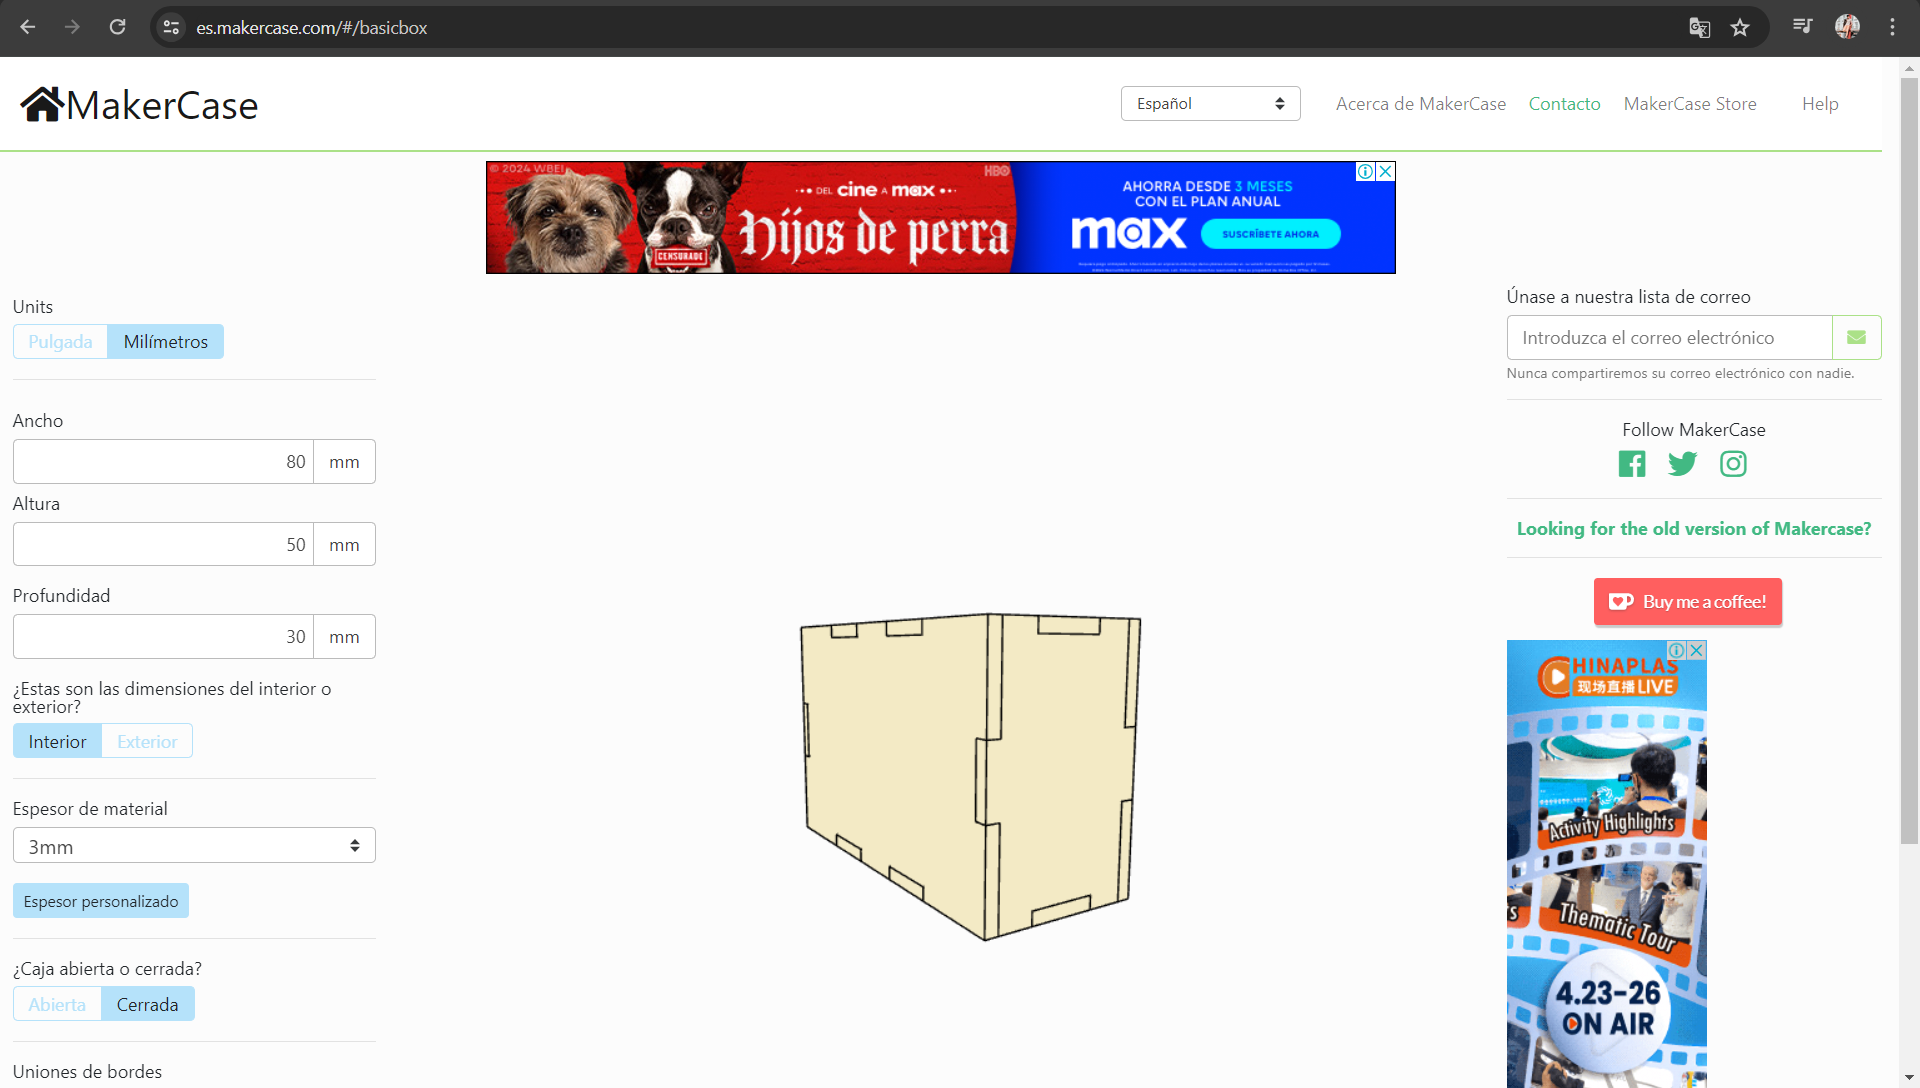 es.makercase.com/#/basicbox
MakerCase
Español
Acerca de MakerCase
Contacto
MakerCase Store
Help
© 2024 WBEI
HBO
DEL cine A max
Hijos de perra
CENSURADO
AHORRA DESDE 3 MESES
CON EL PLAN ANUAL
max
SUSCRÍBETE AHORA
Units
Pulgada
Milímetros
Ancho
80 mm
Altura
50 mm
Profundidad
30 mm
¿Estas son las dimensiones del interior o
exterior?
Interior
Exterior
Espesor de material
3mm
Espesor personalizado
¿Caja abierta o cerrada?
Abierta
Cerrada
Uniones de bordes
Únase a nuestra lista de correo
Introduzca el correo electrónico
Nunca compartiremos su correo electrónico con nadie.
Follow MakerCase
Looking for the old version of Makercase?
Buy me a coffee!
HINAPLAS
现场直播 LIVE
Activity Highlights
Thematic Tour
4.23-26
ON AIR